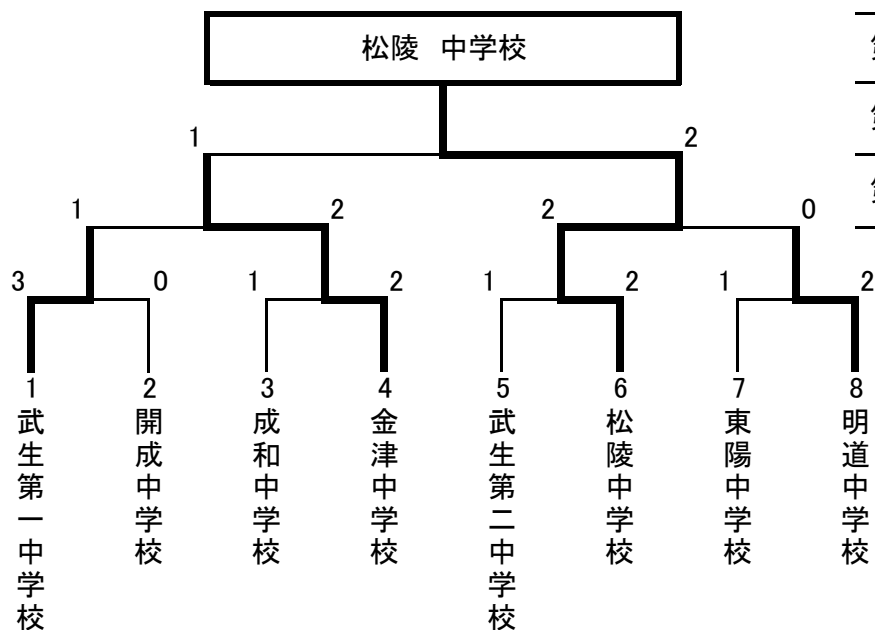 松陵 中学校
第
第
第
1 2
1 2 2 0
3 0 1 2 1 2 1 2
1 2 3 4 5 6 7 8
武生第一中学校
開成中学校
成和中学校
金津中学校
武生第二中学校
松陵中学校
東陽中学校
明道中学校